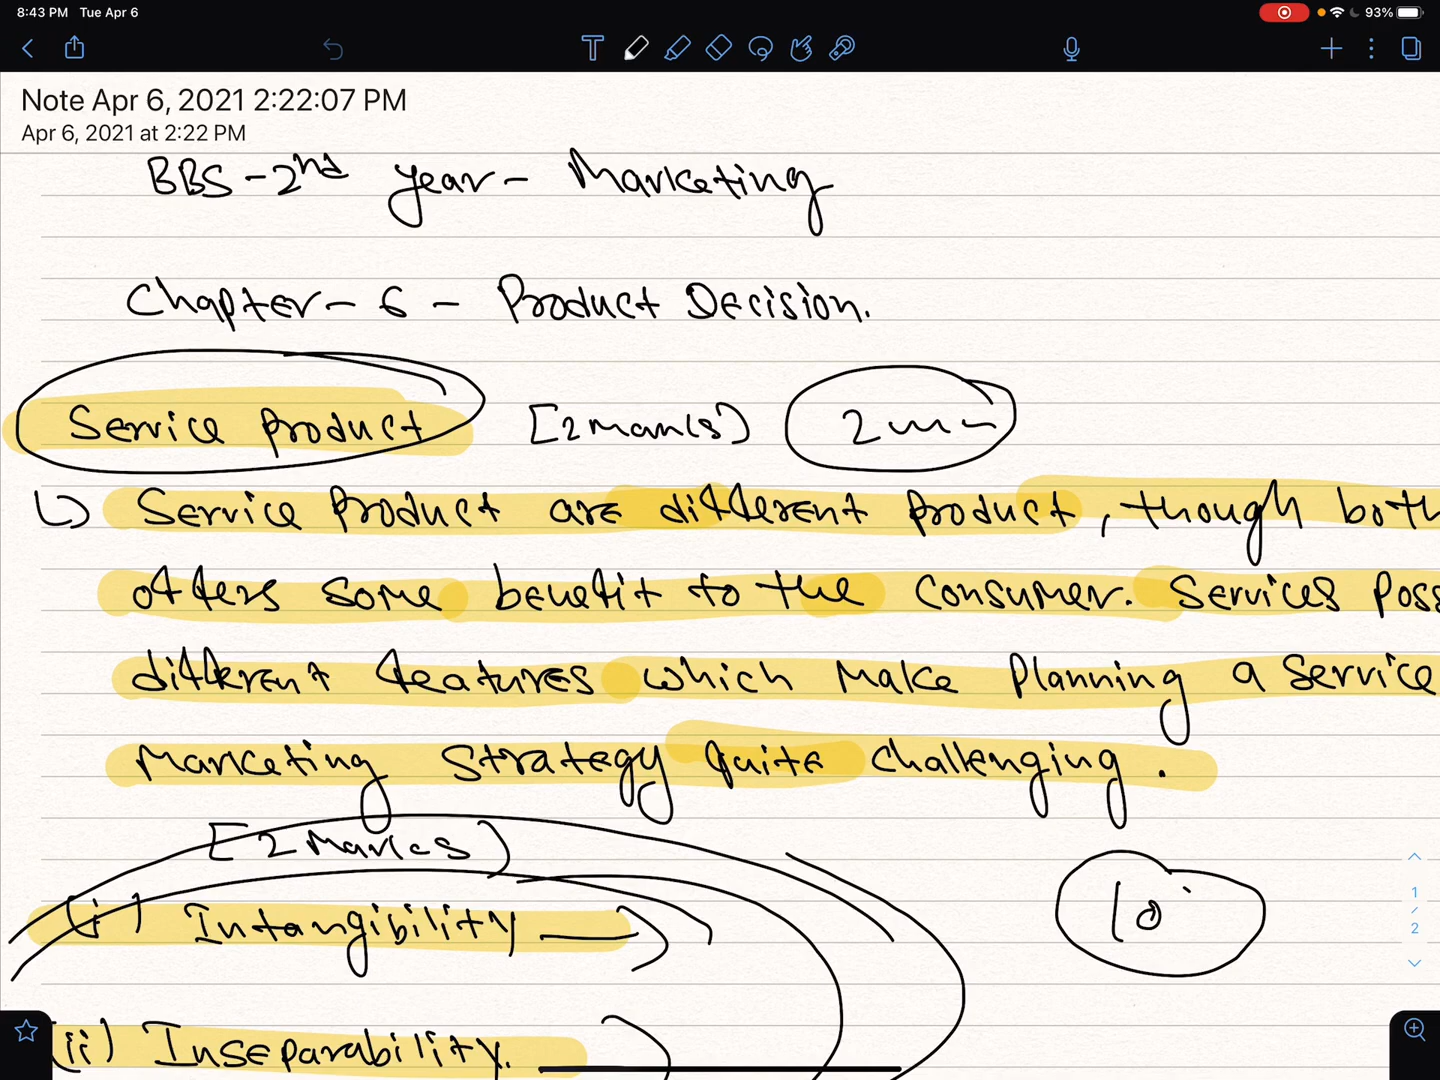 8:43 PM Tue Apr 6
93%
Note Apr 6, 2021 2:22:07 PM
Apr 6, 2021 at 2:22 PM
BBS - 2nd year - Marketing
Chapter - 6 - Product Decision.
Service Product [2 marks)
2
Service Product are different product, though both
offers some benefit to the consumer. Services Poss
different features which make planning a service
marketing strategy quite challenging.
[2 Marks)
(i) Intangibility
10
1
/
2
(ii) Inseparability.